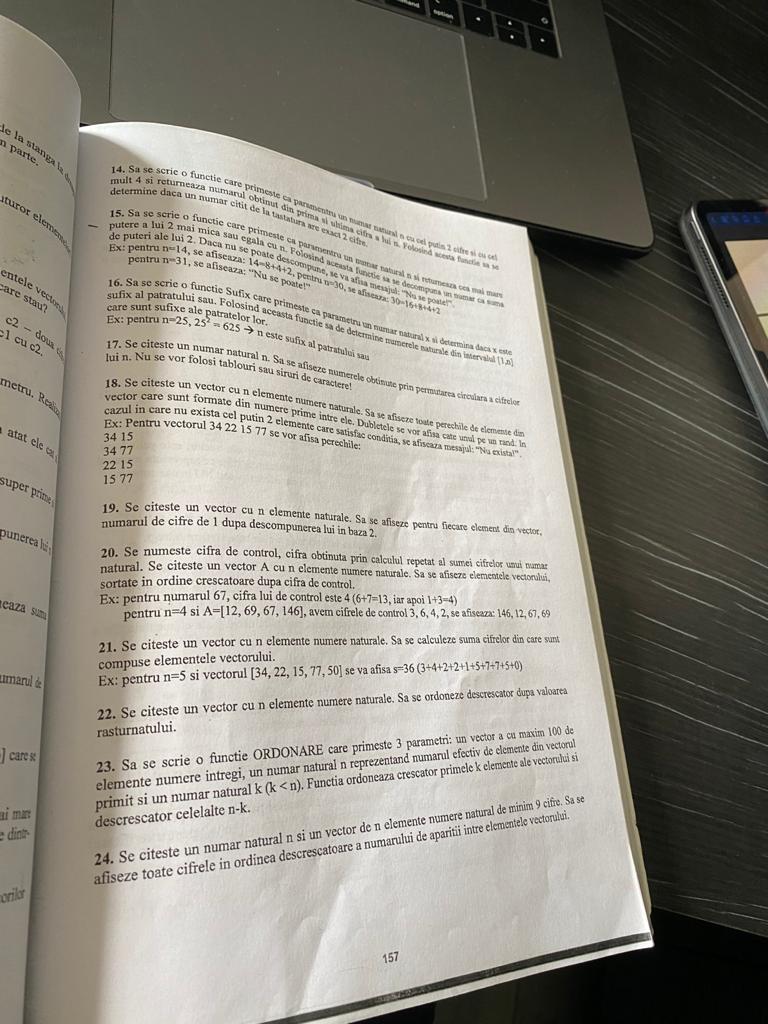 option
de la stanga la
n parte.
uturor
entele
care stau?
c2 – doua
c1 cu c2.
metru.
atat ele
super prime
punerea lui
eaza suma
umarul de
] care se
ai mare
e dintr-
orilor
14. Sa se scrie o functie care primeste ca paramentru un numar natural n cu cel putin 2 cifre si cu cel
mult 4 si returneaza numarul obtinut din prima si ultima cifra a lui n. Folosind acesta functie sa se
determine daca un numar citit de la tastatura are exact 2 cifre.
15. Sa se scrie o functie care primeste ca paramentru un numar natural n si returneaza cea mai mare
putere a lui 2 mai mica sau egala cu n. Folosind aceasta functie sa se decompuna un numar ca suma
de puteri ale lui 2. Daca nu se poate descompune, se va afisa mesajul: "Nu se poate!".
Ex: pentru n=14, se afiseaza: 14=8+4+2, pentru n=30, se afiseaza: 30=16+8+4+2
pentru n=31, se afiseaza: "Nu se poate!"
16. Sa se scrie o functie Sufix care primeste ca parametru un numar natural x si determina daca x este
sufix al patratului sau. Folosind aceasta functie sa de determine numerele naturale din intervalul [1,n]
care sunt sufixe ale patratelor lor.
Ex: pentru n=25, 25² = 625 → n este sufix al patratului sau
17. Se citeste un numar natural n. Sa se afiseze numerele obtinute prin permutarea circulara a cifrelor
lui n. Nu se vor folosi tablouri sau siruri de caractere!
18. Se citeste un vector cu n elemente numere naturale. Sa se afiseze toate perechile de elemente din
vector care sunt formate din numere prime intre ele. Dubletele se vor afisa cate unul pe un rand. In
cazul in care nu exista cel putin 2 elemente care satisfac conditia, se afiseaza mesajul: "Nu exista!".
Ex: Pentru vectorul 34 22 15 77 se vor afisa perechile:
34 15
34 77
22 15
15 77
19. Se citeste un vector cu n elemente naturale. Sa se afiseze pentru fiecare element din vector,
numarul de cifre de 1 dupa descompunerea lui in baza 2.
20. Se numeste cifra de control, cifra obtinuta prin calculul repetat al sumei cifrelor unui numar
natural. Se citeste un vector A cu n elemente numere naturale. Sa se afiseze elementele vectorului,
sortate in ordine crescatoare dupa cifra de control.
Ex: pentru numarul 67, cifra lui de control este 4 (6+7=13, iar apoi 1+3=4)
pentru n=4 si A=[12, 69, 67, 146], avem cifrele de control 3, 6, 4, 2, se afiseaza: 146, 12, 67, 69
21. Se citeste un vector cu n elemente numere naturale. Sa se calculeze suma cifrelor din care sunt
compuse elementele vectorului.
Ex: pentru n=5 si vectorul [34, 22, 15, 77, 50] se va afisa s=36 (3+4+2+2+1+5+7+7+5+0)
22. Se citeste un vector cu n elemente numere naturale. Sa se ordoneze descrescator dupa valoarea
rasturnatului.
23. Sa se scrie o functie ORDONARE care primeste 3 parametri: un vector a cu maxim 100 de
elemente numere intregi, un numar natural n reprezentand numarul efectiv de elemente din vectorul
primit si un numar natural k (k < n). Functia ordoneaza crescator primele k elemente ale vectorului si
descrescator celelalte n-k.
24. Se citeste un numar natural n si un vector de n elemente numere natural de minim 9 cifre. Sa se
afiseze toate cifrele in ordinea descrescatoare a numarului de aparitii intre elementele vectorului.
157